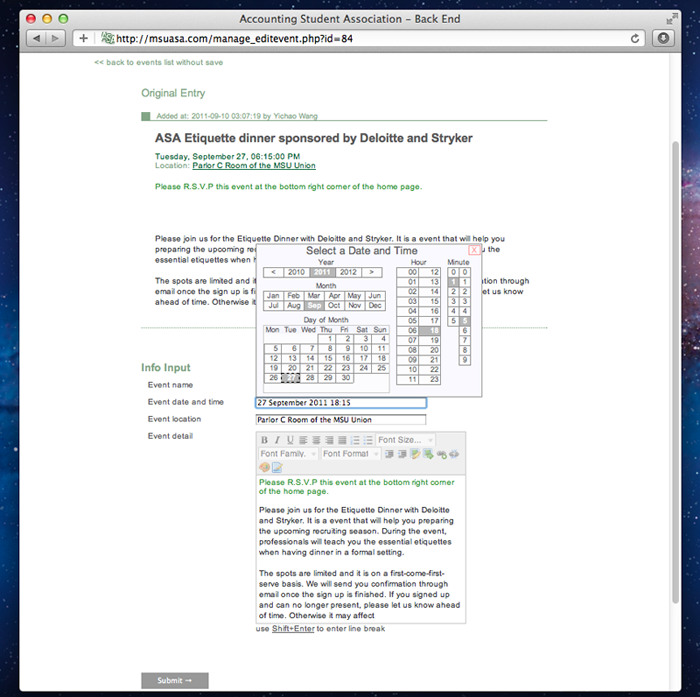 Accounting Student Association – Back End
http://msuasa.com/manage_editevent.php?id=84
<< back to events list without save
Original Entry
Added at: 2011-09-10 03:07:19 by Yichao Wang
ASA Etiquette dinner sponsored by Deloitte and Stryker
Tuesday, September 27, 06:15:00 PM
Location: Parlor C Room of the MSU Union
Please R.S.V.P this event at the bottom right corner of the home page.
Please join us for the Etiquette Dinner with Deloitte and Stryker. It is a event that will help you
preparing the upcoming rec
u the
essential etiquettes when h
The spots are limited and it
ation through
email once the sign up is fi
let us know
ahead of time. Otherwise it
Select a Date and Time
X
Year
< 2010 2011 2012 >
Month
Jan Feb Mar Apr May Jun
Jul Aug Sep Oct Nov Dec
Day of Month
Mon Tue Wed Thu Fri Sat Sun
1 2 3 4
5 6 7 8 9 10 11
12 13 14 15 16 17 18
19 20 21 22 23 24 25
26 27 28 29 30
Hour
00 12
01 13
02 14
03 15
04 16
05 17
06 18
07 19
08 20
09 21
10 22
11 23
Minute
0 0
1 1
2 2
3 3
4 4
5 5
6
7
8
9
Info Input
Event name
Event date and time
27 September 2011 18:15
Event location
Parlor C Room of the MSU Union
Event detail
B I U Font Size...
Font Family. Font Format
Please R.S.V.P this event at the bottom right corner
of the home page.
Please join us for the Etiquette Dinner with Deloitte
and Stryker. It is a event that will help you preparing
the upcoming recruiting season. During the event,
professionals will teach you the essential etiquettes
when having dinner in a formal setting.
The spots are limited and it is on a first-come-first-
serve basis. We will send you confirmation through
email once the sign up is finished. If you signed up
and can no longer present, please let us know ahead
of time. Otherwise it may affect
use Shift+Enter to enter line break
Submit →